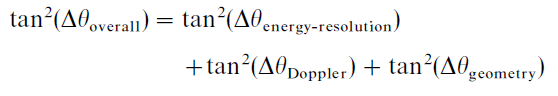 tan²(Δθ_overall) = tan²(Δθ_energy-resolution)
+tan²(Δθ_Doppler) + tan²(Δθ_geometry)